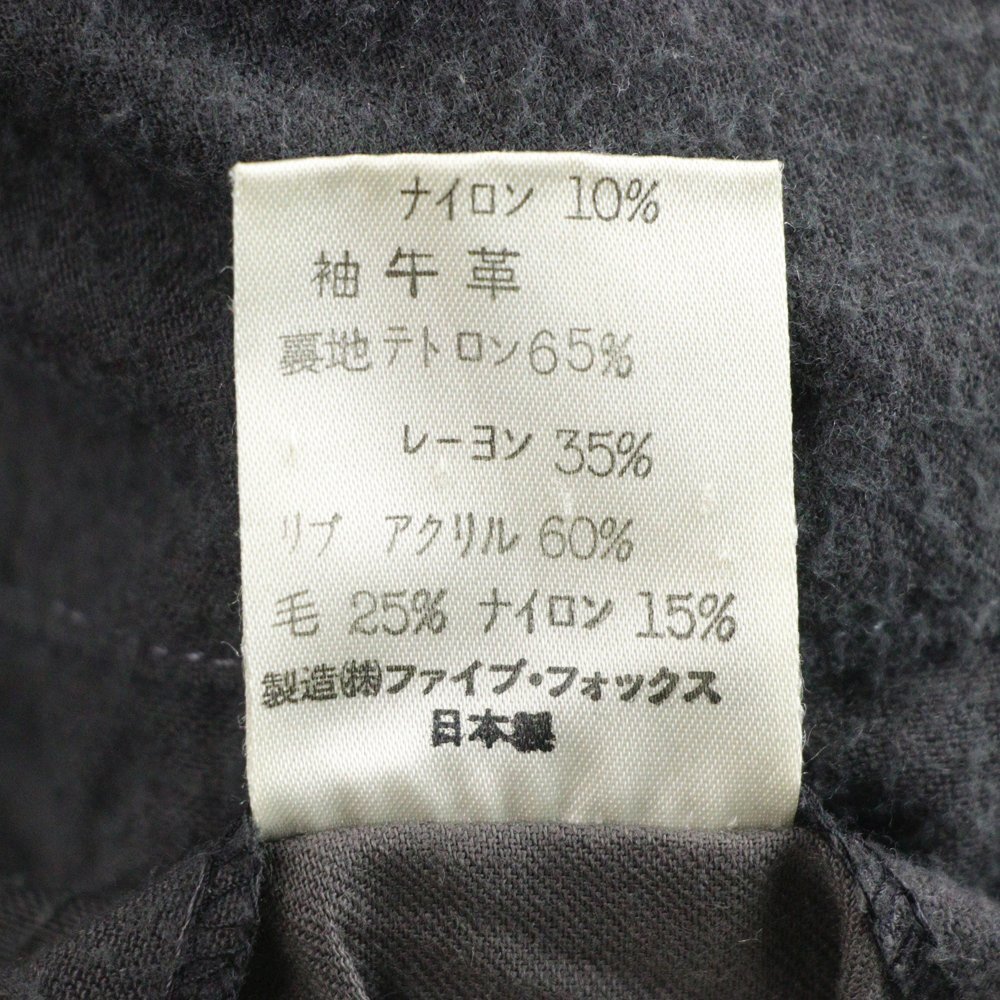 ナイロン 10%
袖 牛 革
裏地 テトロン 65%
レーヨン 35%
リブ アクリル 60%
毛 25% ナイロン 15%
製造㈱ファイブ・フォックス
日本製